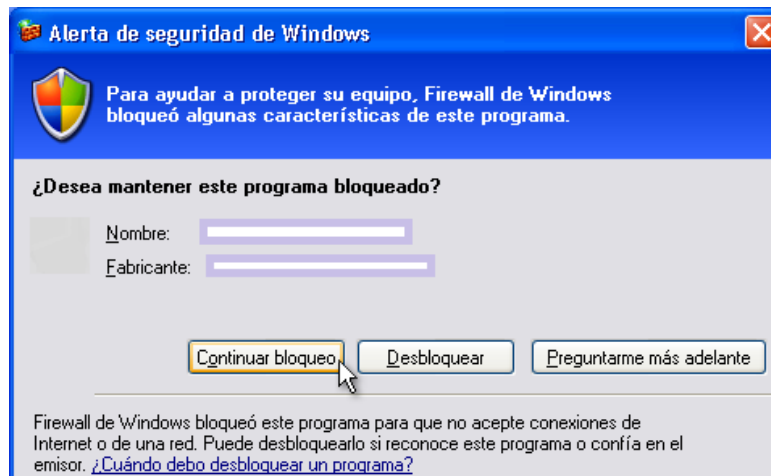 Alerta de seguridad de Windows
Para ayudar a proteger su equipo, Firewall de Windows
bloqueó algunas características de este programa.
¿Desea mantener este programa bloqueado?
Nombre:
Fabricante:
Continuar bloqueo
Desbloquear
Preguntarme más adelante
Firewall de Windows bloqueó este programa para que no acepte conexiones de
Internet o de una red. Puede desbloquearlo si reconoce este programa o confía en el
emisor. ¿Cuándo debo desbloquear un programa?